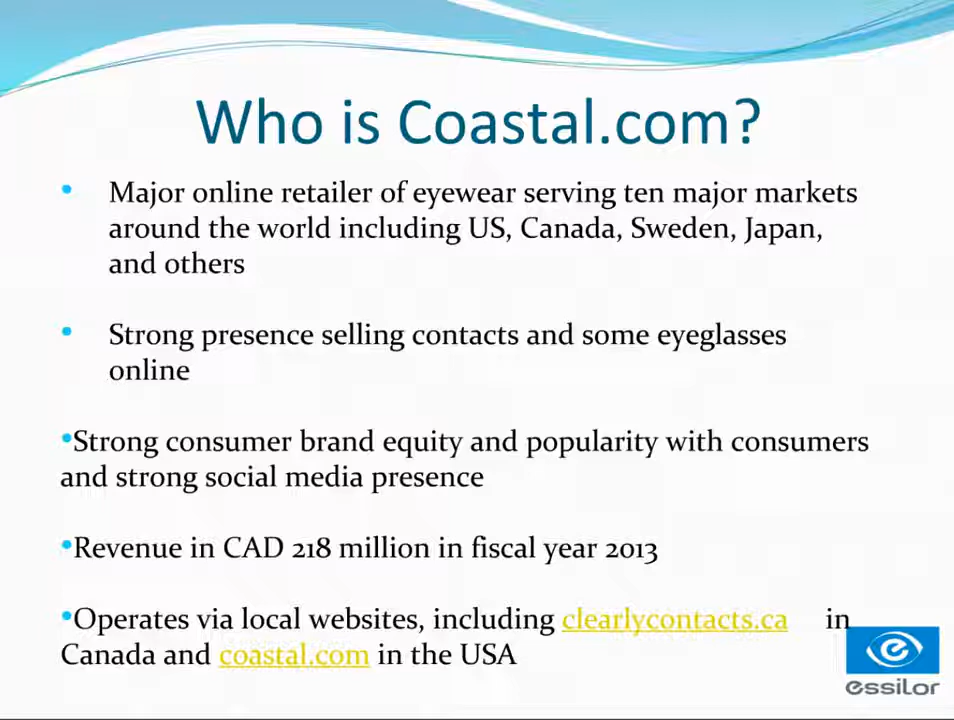 Who is Coastal.com?
• Major online retailer of eyewear serving ten major markets
around the world including US, Canada, Sweden, Japan,
and others
• Strong presence selling contacts and some eyeglasses
online
•Strong consumer brand equity and popularity with consumers
and strong social media presence
•Revenue in CAD 218 million in fiscal year 2013
•Operates via local websites, including clearlycontacts.ca in
Canada and coastal.com in the USA
essilor